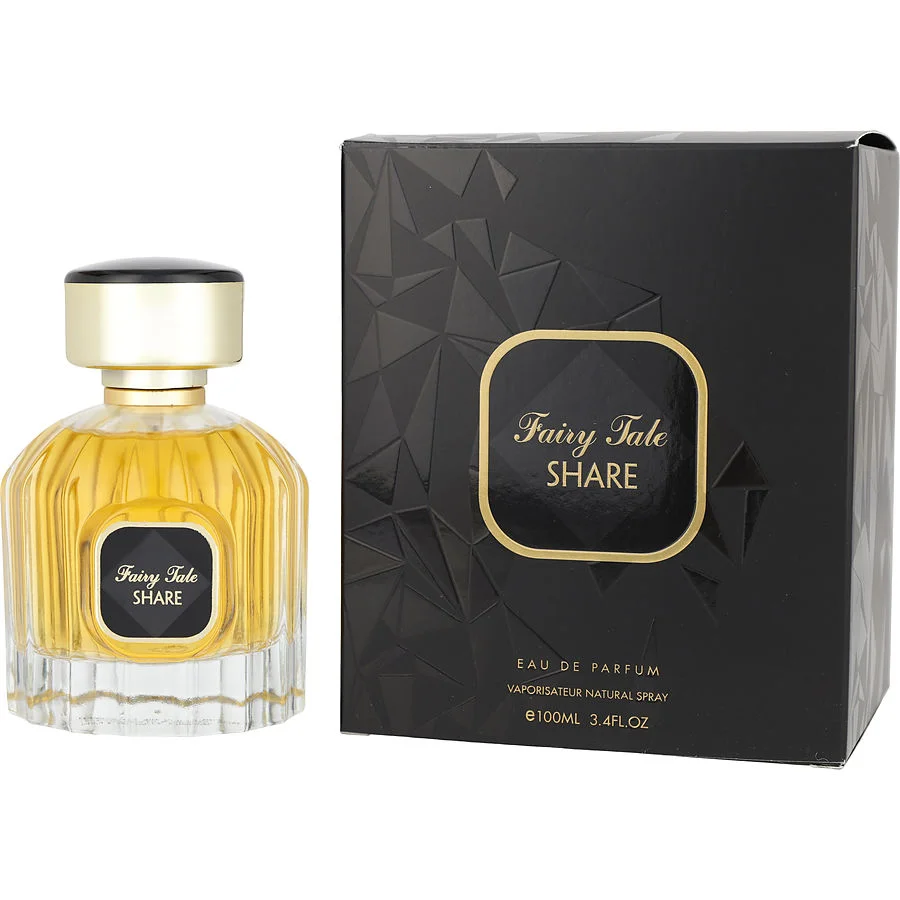 Fairy Tale
SHARE
Fairy Tale
SHARE
EAU DE PARFUM
VAPORISATEUR NATURAL SPRAY
℮100ML 3.4FL.OZ